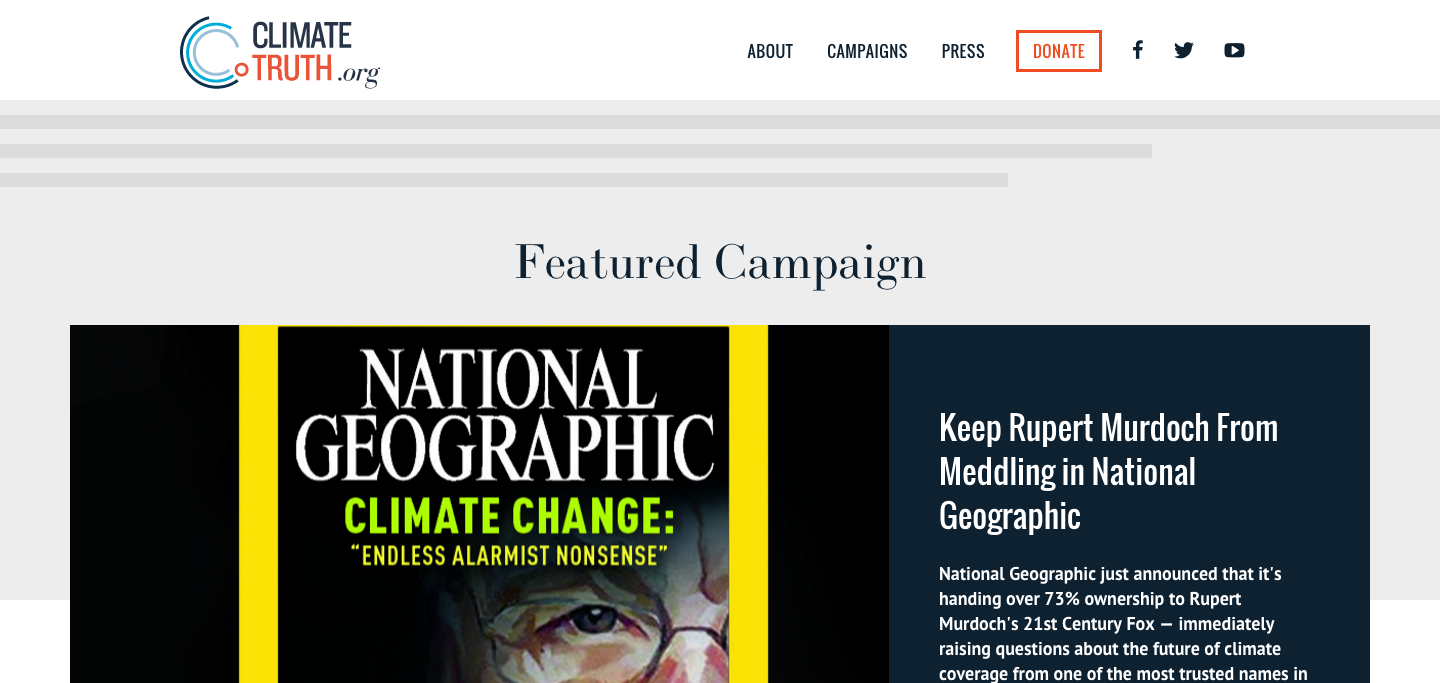 CLIMATE
TRUTH.org
ABOUT CAMPAIGNS PRESS DONATE
Featured Campaign
NATIONAL
GEOGRAPHIC
CLIMATE CHANGE:
“ENDLESS ALARMIST NONSENSE”
Keep Rupert Murdoch From
Meddling in National
Geographic
National Geographic just announced that it's
handing over 73% ownership to Rupert
Murdoch's 21st Century Fox — immediately
raising questions about the future of climate
coverage from one of the most trusted names in